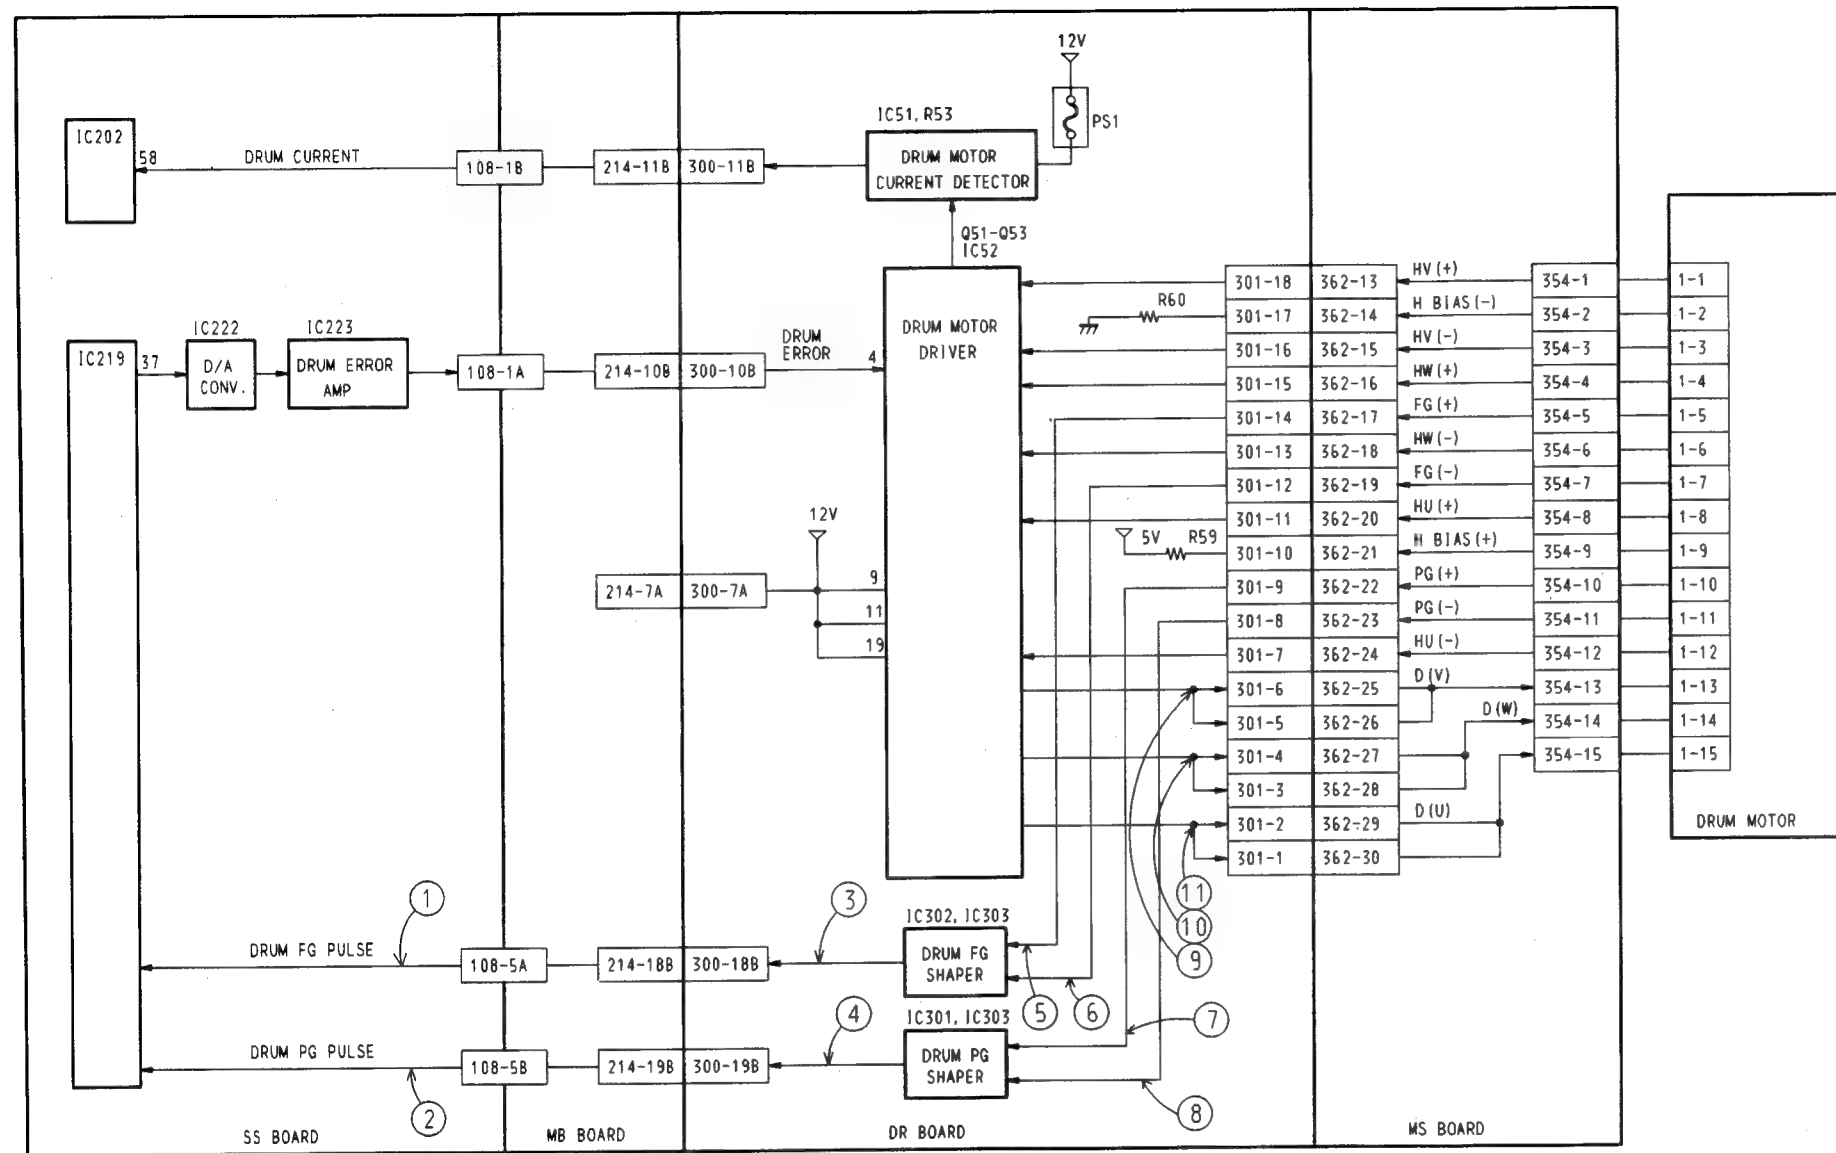 12V
PS1
IC51, R53
DRUM MOTOR
CURRENT DETECTOR
IC202
58
DRUM CURRENT
108-1B
214-11B
300-11B
Q51-Q53
IC52
DRUM MOTOR
DRIVER
IC219
37
IC222
D/A
CONV.
IC223
DRUM ERROR
AMP
108-1A
214-10B
300-10B
DRUM
ERROR
4
R60
12V
214-7A
300-7A
9
11
19
5V
R59
301-18
362-13
HV(+)
354-1
1-1
301-17
362-14
H BIAS(-)
354-2
1-2
301-16
362-15
HV(-)
354-3
1-3
301-15
362-16
HW(+)
354-4
1-4
301-14
362-17
FG(+)
354-5
1-5
301-13
362-18
HW(-)
354-6
1-6
301-12
362-19
FG(-)
354-7
1-7
301-11
362-20
HU(+)
354-8
1-8
301-10
362-21
H BIAS(+)
354-9
1-9
301-9
362-22
PG(+)
354-10
1-10
301-8
362-23
PG(-)
354-11
1-11
301-7
362-24
HU(-)
354-12
1-12
301-6
362-25
D(V)
354-13
1-13
301-5
362-26
D(W)
354-14
1-14
301-4
362-27
354-15
1-15
301-3
362-28
301-2
362-29
D(U)
301-1
362-30
DRUM MOTOR
11
10
9
1
3
DRUM FG PULSE
108-5A
214-18B
300-18B
IC302, IC303
DRUM FG
SHAPER
5
6
7
2
4
8
DRUM PG PULSE
108-5B
214-19B
300-19B
IC301, IC303
DRUM PG
SHAPER
SS BOARD
MB BOARD
DR BOARD
MS BOARD